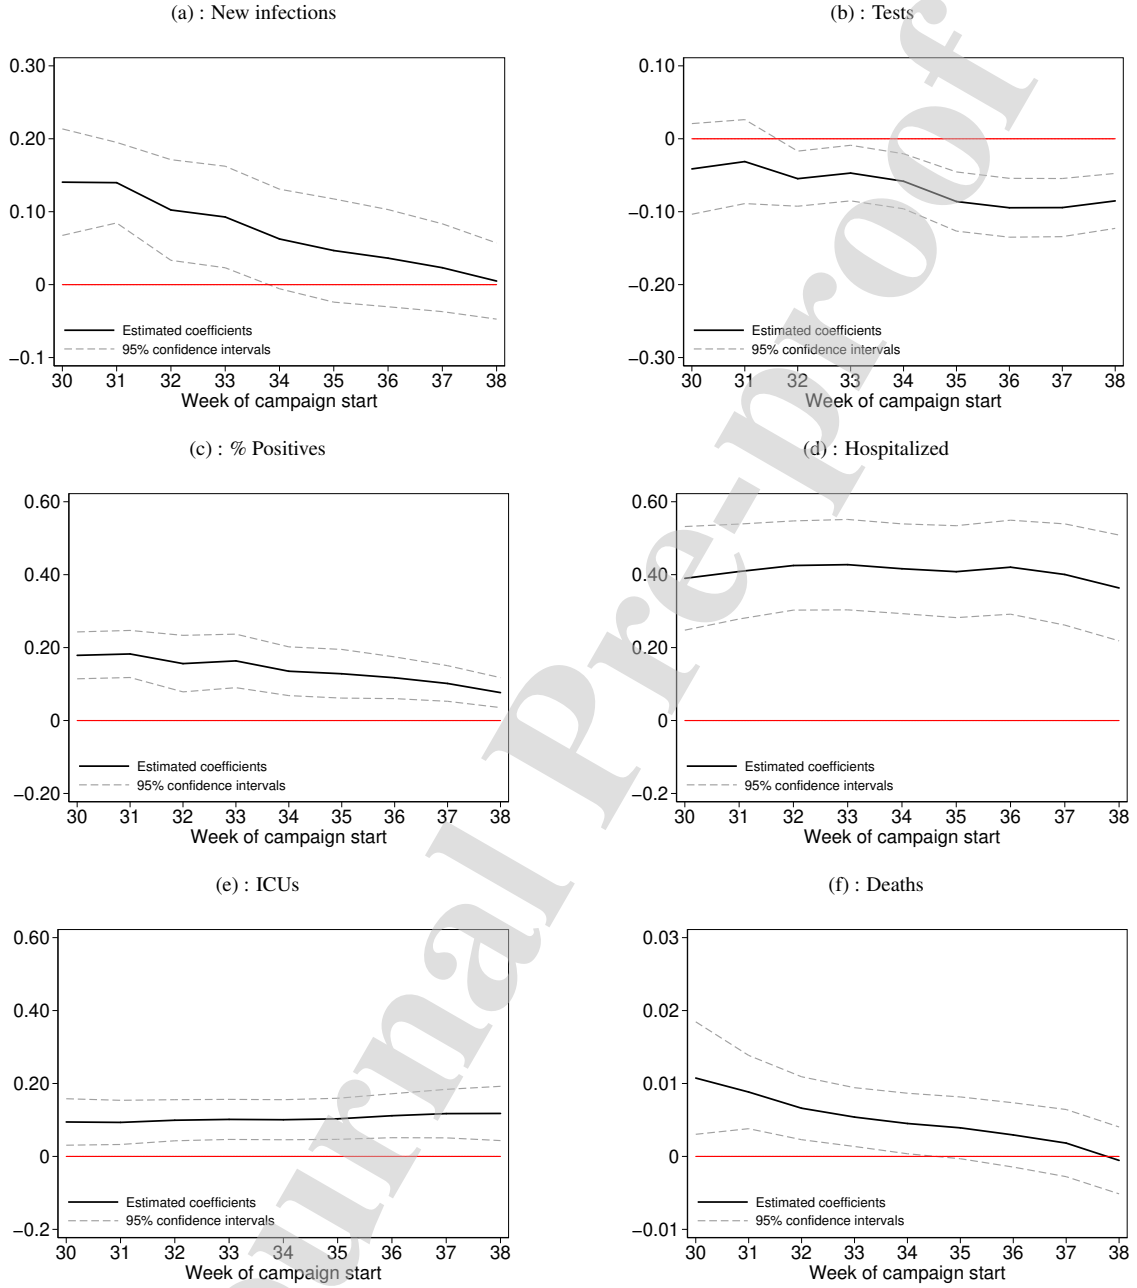 (a) : New infections
0.30
0.20
0.10
0
−0.1
Estimated coefficients
95% confidence intervals
30 31 32 33 34 35 36 37 38
Week of campaign start
(b) : Tests
0.10
0
−0.10
−0.20
−0.30
Estimated coefficients
95% confidence intervals
30 31 32 33 34 35 36 37 38
Week of campaign start
(c) : % Positives
0.60
0.40
0.20
0
−0.20
Estimated coefficients
95% confidence intervals
30 31 32 33 34 35 36 37 38
Week of campaign start
(d) : Hospitalized
0.60
0.40
0.20
0
−0.2
Estimated coefficients
95% confidence intervals
30 31 32 33 34 35 36 37 38
Week of campaign start
(e) : ICUs
0.60
0.40
0.20
0
−0.2
Estimated coefficients
95% confidence intervals
30 31 32 33 34 35 36 37 38
Week of campaign start
(f) : Deaths
0.03
0.02
0.01
0
−0.01
Estimated coefficients
95% confidence intervals
30 31 32 33 34 35 36 37 38
Week of campaign start
urnal Pre-proof